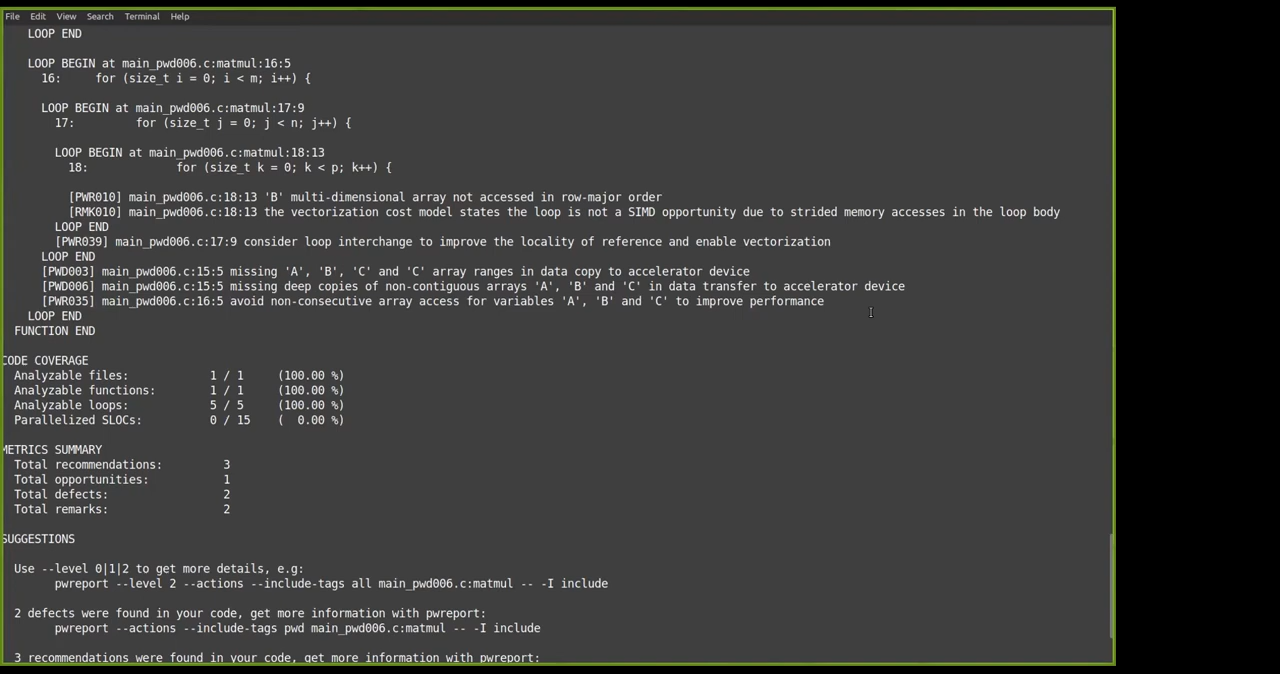 File Edit View Search Terminal Help
LOOP END
LOOP BEGIN at main_pwd006.c:matmul:16:5
16:     for (size_t i = 0; i < m; i++) {
LOOP BEGIN at main_pwd006.c:matmul:17:9
17:         for (size_t j = 0; j < n; j++) {
LOOP BEGIN at main_pwd006.c:matmul:18:13
18:             for (size_t k = 0; k < p; k++) {
[PWR010] main_pwd006.c:18:13 'B' multi-dimensional array not accessed in row-major order
[RMK010] main_pwd006.c:18:13 the vectorization cost model states the loop is not a SIMD opportunity due to strided memory accesses in the loop body
LOOP END
[PWR039] main_pwd006.c:17:9 consider loop interchange to improve the locality of reference and enable vectorization
LOOP END
[PWD003] main_pwd006.c:15:5 missing 'A', 'B', 'C' and 'C' array ranges in data copy to accelerator device
[PWD006] main_pwd006.c:15:5 missing deep copies of non-contiguous arrays 'A', 'B' and 'C' in data transfer to accelerator device
[PWR035] main_pwd006.c:16:5 avoid non-consecutive array access for variables 'A', 'B' and 'C' to improve performance
LOOP END
FUNCTION END
CODE COVERAGE
Analyzable files:            1 / 1    (100.00 %)
Analyzable functions:        1 / 1    (100.00 %)
Analyzable loops:            5 / 5    (100.00 %)
Parallelized SLOCs:          0 / 15   (  0.00 %)
METRICS SUMMARY
Total recommendations:         3
Total opportunities:           1
Total defects:                 2
Total remarks:                 2
SUGGESTIONS
Use --level 0|1|2 to get more details, e.g:
pwreport --level 2 --actions --include-tags all main_pwd006.c:matmul -- -I include
2 defects were found in your code, get more information with pwreport:
pwreport --actions --include-tags pwd main_pwd006.c:matmul -- -I include
3 recommendations were found in your code, get more information with pwreport: